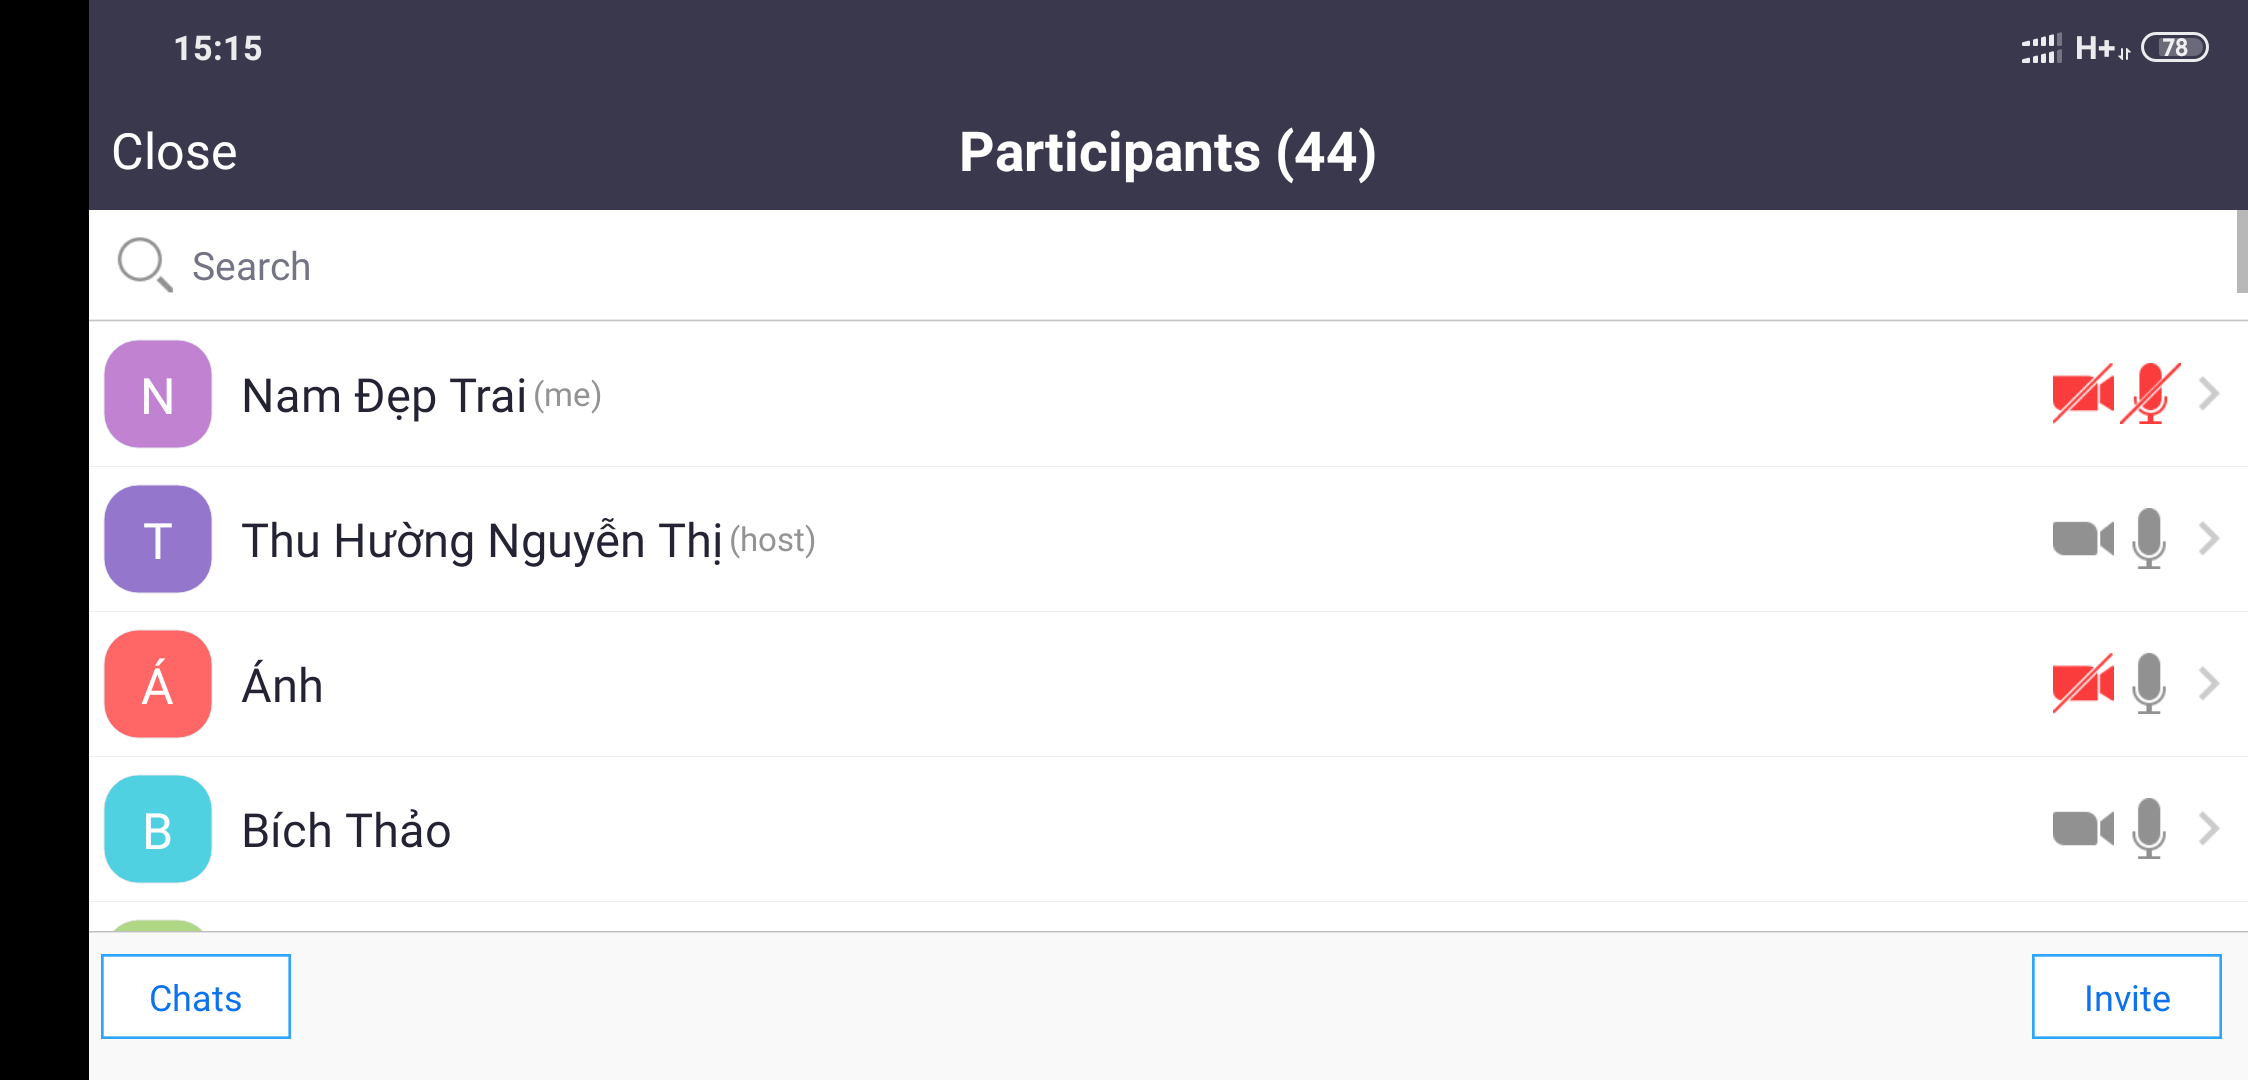 15:15 H+ 78
Close Participants (44)
Search
N Nam Đẹp Trai (me)
T Thu Hường Nguyễn Thị (host)
Á Ánh
B Bích Thảo
Chats Invite